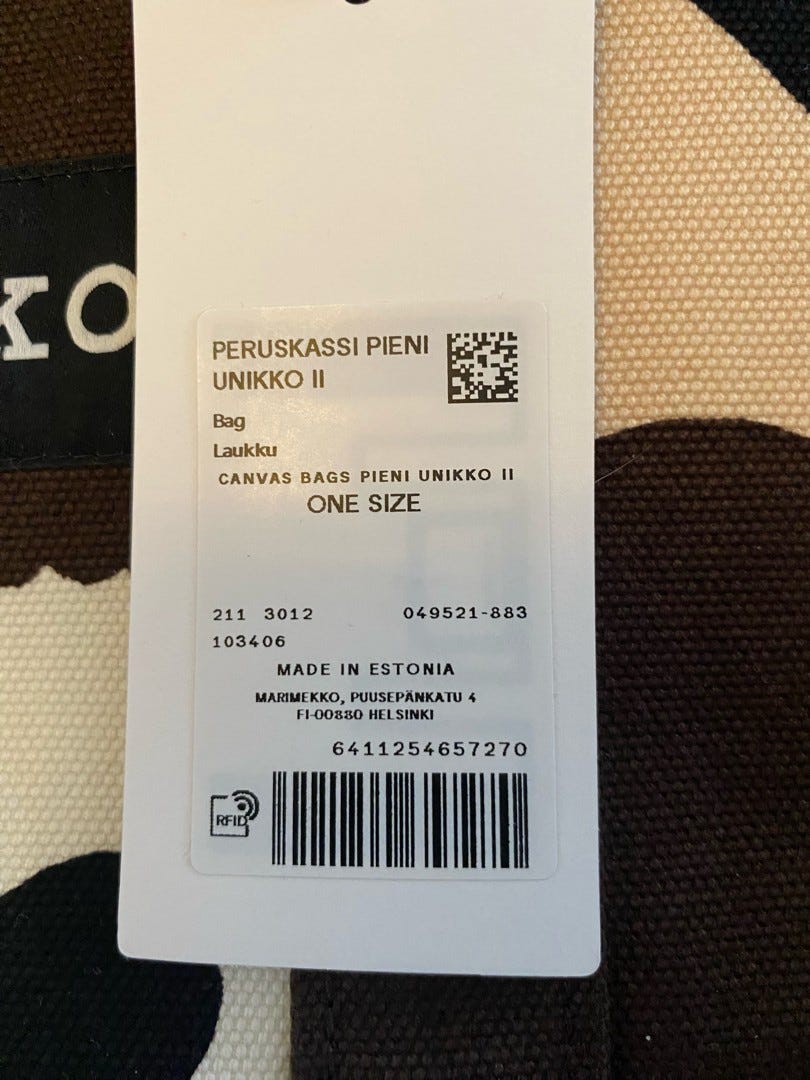 KO
PERUSKASSI PIENI
UNIKKO II
Bag
Laukku
CANVAS BAGS PIENI UNIKKO II
ONE SIZE
211 3012 049521-883
103406
MADE IN ESTONIA
MARIMEKKO, PUUSEPÄNKATU 4
FI-00880 HELSINKI
6411254657270
RFID